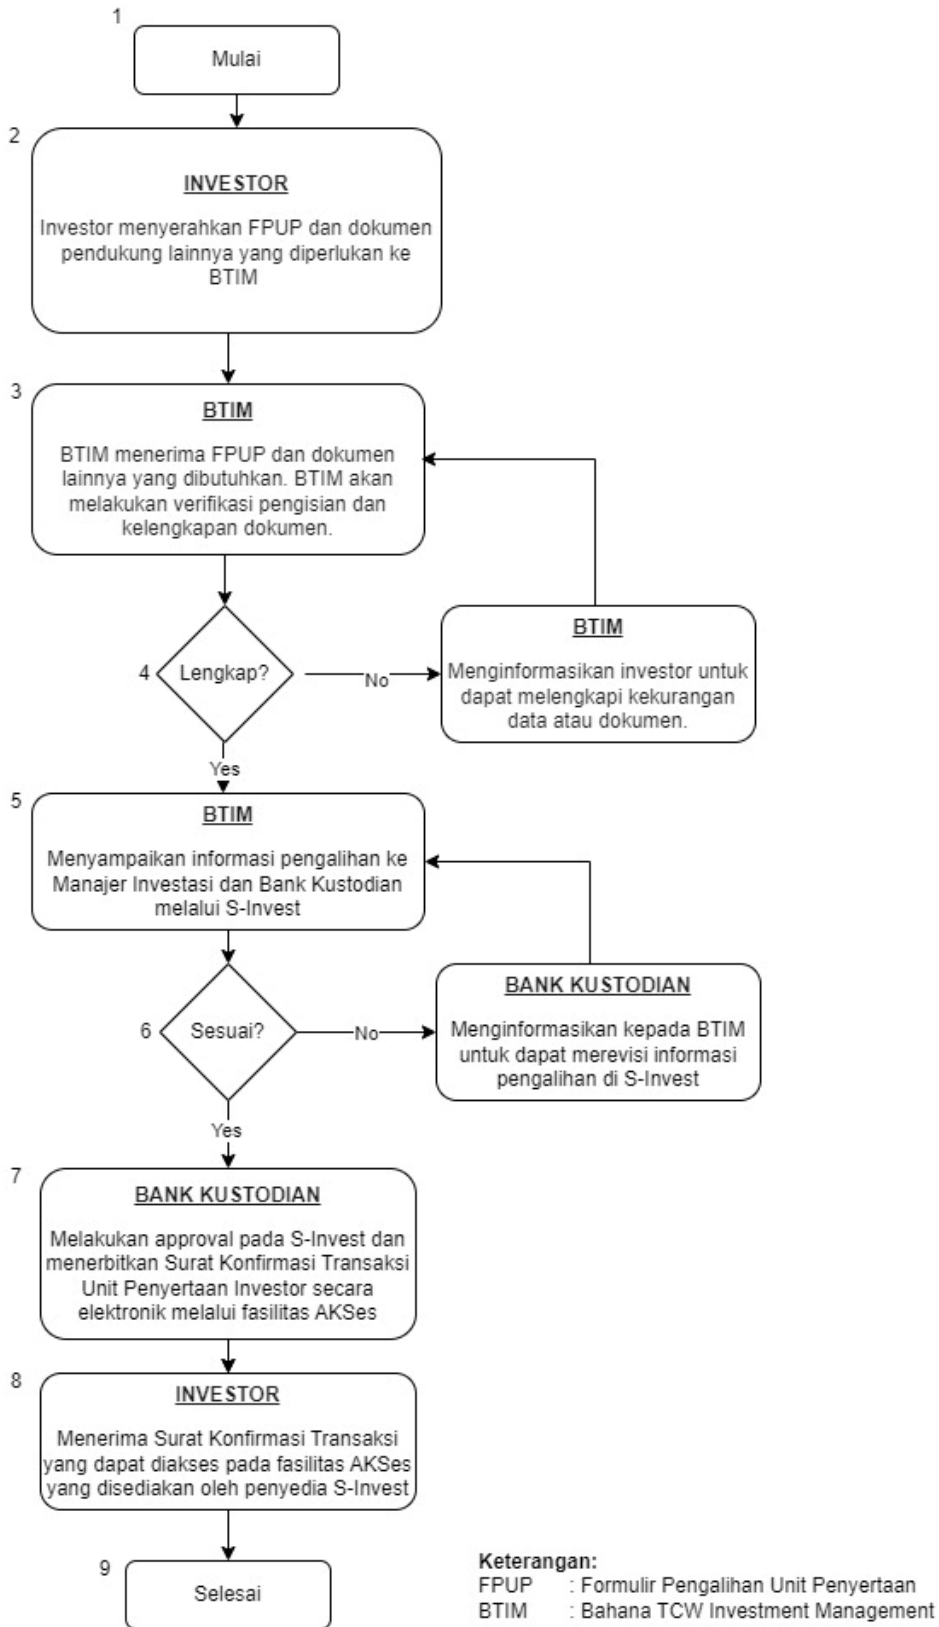 1
Mulai
2
INVESTOR
Investor menyerahkan FPUP dan dokumen
pendukung lainnya yang diperlukan ke
BTIM
3
BTIM
BTIM menerima FPUP dan dokumen
lainnya yang dibutuhkan. BTIM akan
melakukan verifikasi pengisian dan
kelengkapan dokumen.
4
Lengkap?
No
BTIM
Menginformasikan investor untuk
dapat melengkapi kekurangan
data atau dokumen.
Yes
5
BTIM
Menyampaikan informasi pengalihan ke
Manajer Investasi dan Bank Kustodian
melalui S-Invest
6
Sesuai?
No
BANK KUSTODIAN
Menginformasikan kepada BTIM
untuk dapat merevisi informasi
pengalihan di S-Invest
Yes
7
BANK KUSTODIAN
Melakukan approval pada S-Invest dan
menerbitkan Surat Konfirmasi Transaksi
Unit Penyertaan Investor secara
elektronik melalui fasilitas AKSes
8
INVESTOR
Menerima Surat Konfirmasi Transaksi
yang dapat diakses pada fasilitas AKSes
yang disediakan oleh penyedia S-Invest
9
Selesai
Keterangan:
FPUP : Formulir Pengalihan Unit Penyertaan
BTIM : Bahana TCW Investment Management